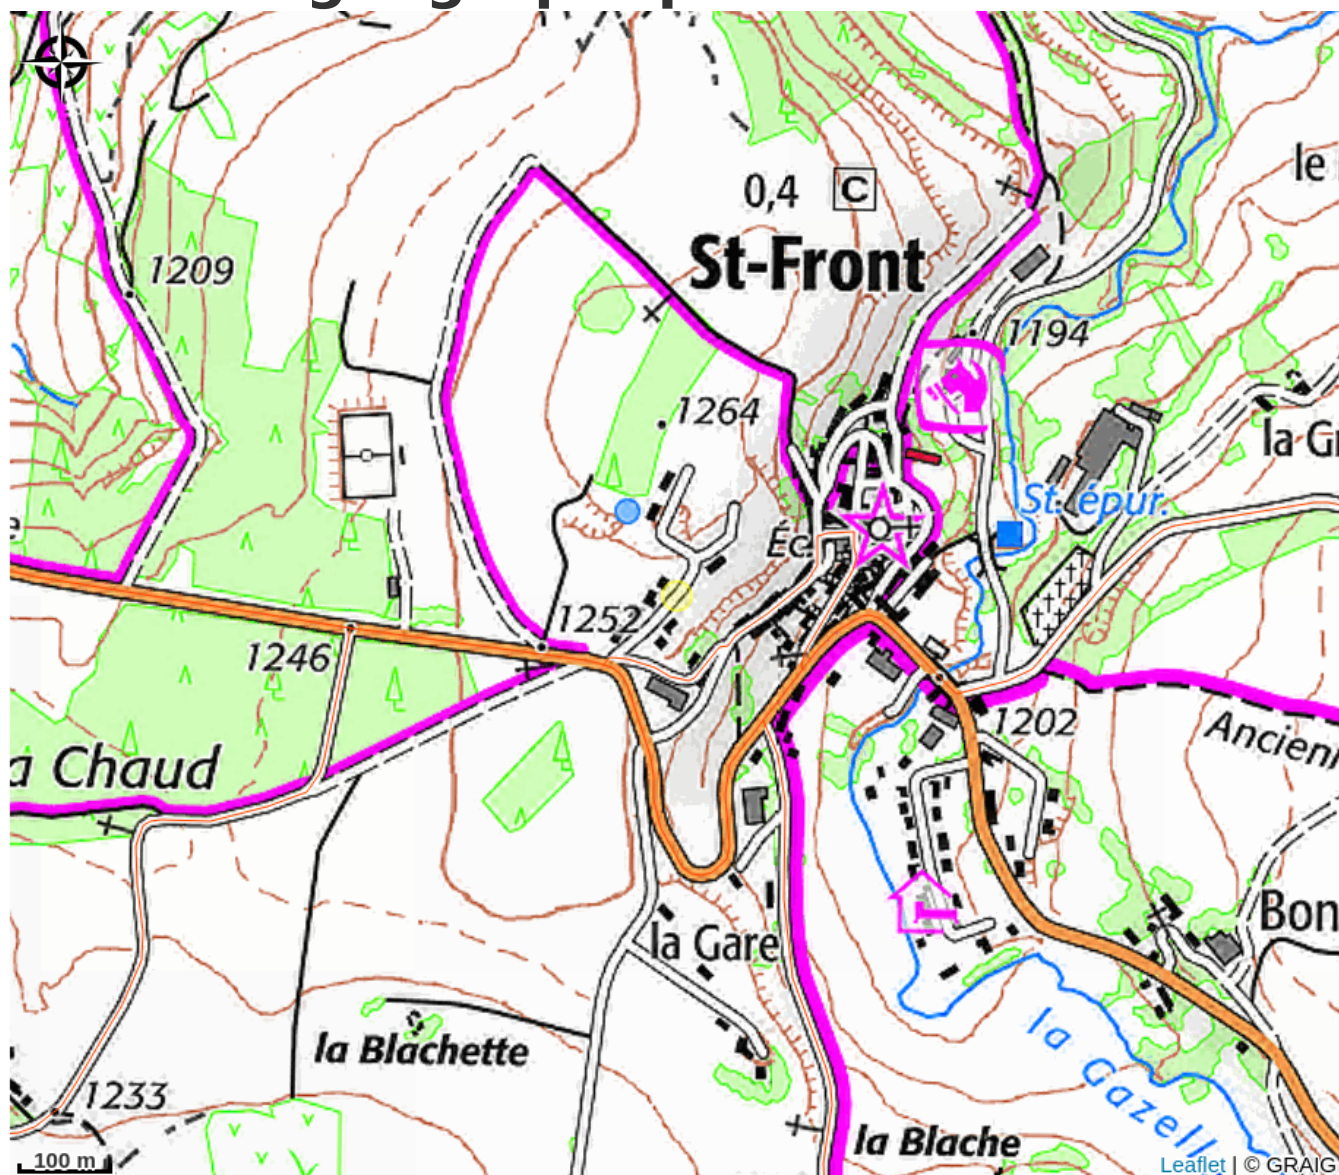 le
0,4 C
St-Front
1209
1194
1264
la Gr
St. épur.
Éc.
1252
1246
1202
Ancien
a Chaud
Bon
la Gare
la Blachette
la Gazell
1233
la Blache
100 m
Leaflet | © GRAIG